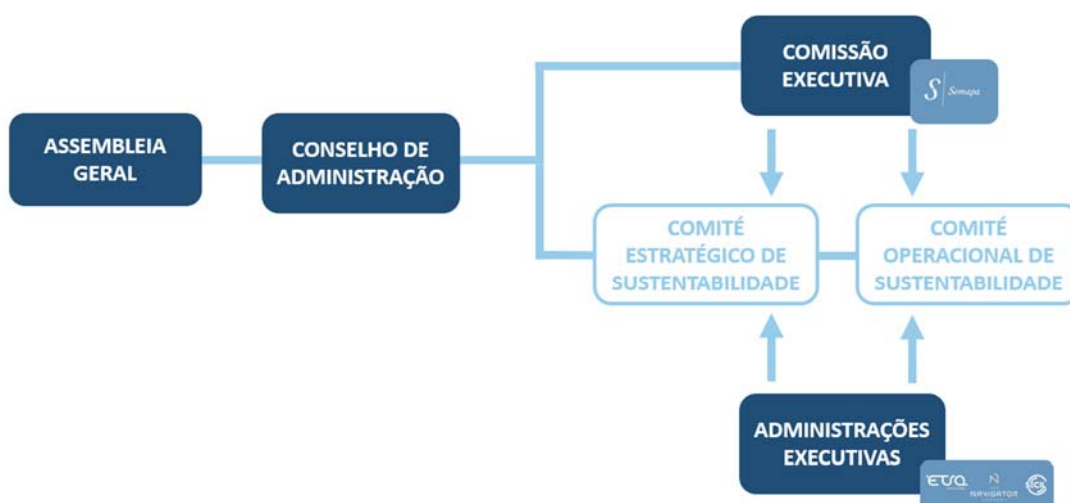 COMISSÃO
EXECUTIVA
S Semapa
ASSEMBLEIA
GERAL
CONSELHO DE
ADMINISTRAÇÃO
COMITÉ
ESTRATÉGICO DE
SUSTENTABILIDADE
COMITÉ
OPERACIONAL DE
SUSTENTABILIDADE
ADMINISTRAÇÕES
EXECUTIVAS
ETSA
NAVIGATOR
SECIL